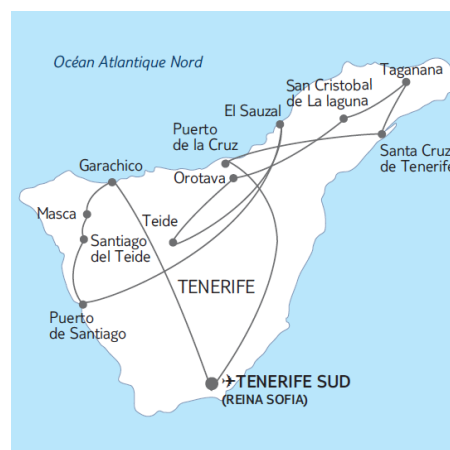 Océan Atlantique Nord
Taganana
San Cristobal
de La laguna
El Sauzal
Puerto
de la Cruz
Santa Cruz
de Tenerife
Garachico
Orotava
Masca
Teide
Santiago
del Teide
TENERIFE
Puerto
de Santiago
TENERIFE SUD
(REINA SOFIA)